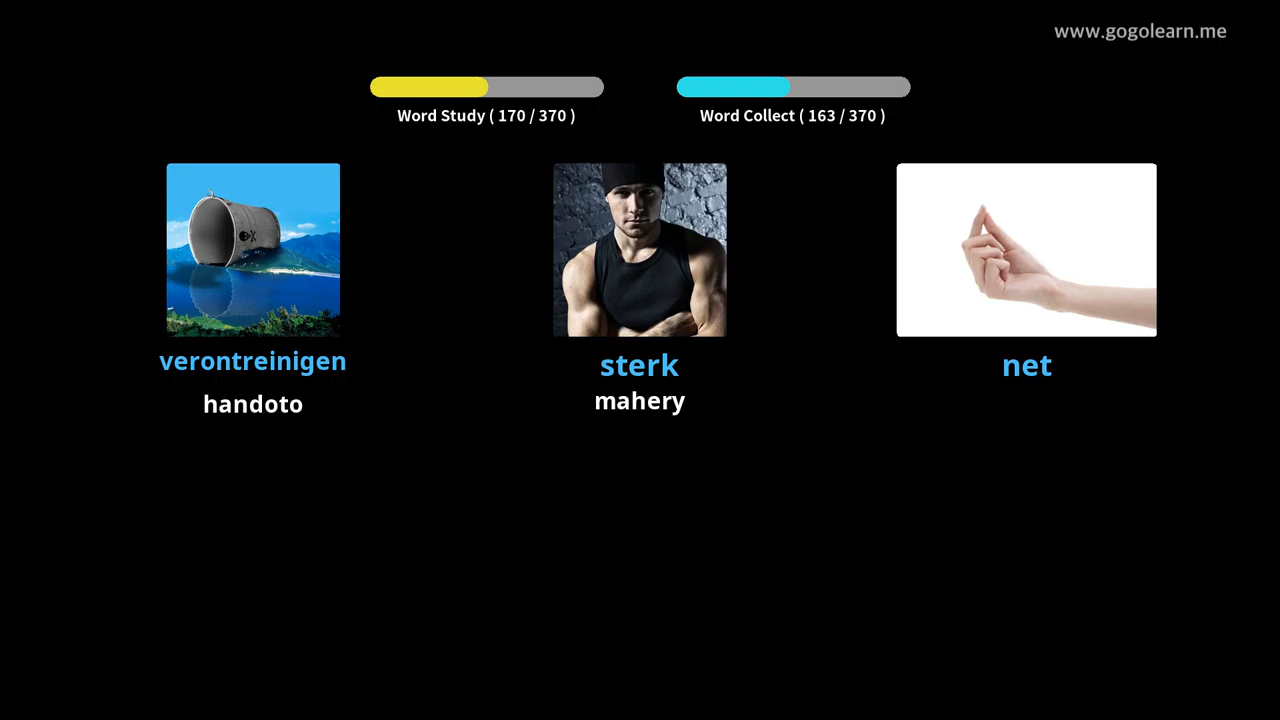 www.gogolearn.me
Word Study ( 170 / 370 )
Word Collect ( 163 / 370 )
verontreinigen
handoto
sterk
mahery
net